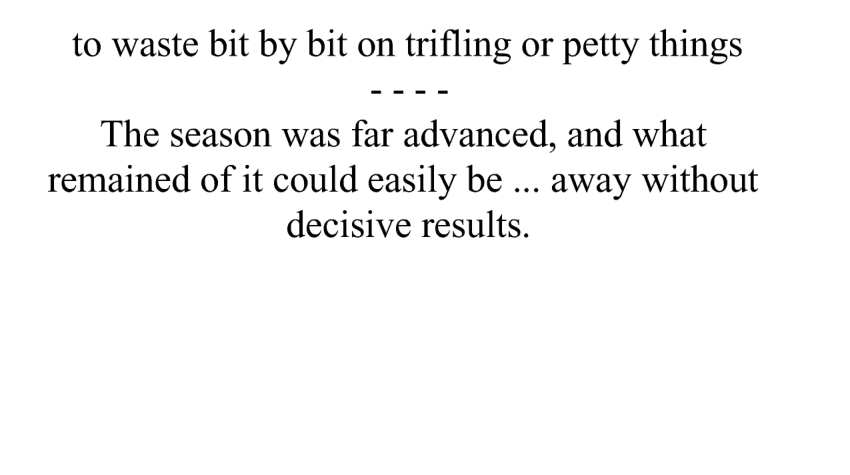 to waste bit by bit on trifling or petty things
- - - -
The season was far advanced, and what
remained of it could easily be ... away without
decisive results.